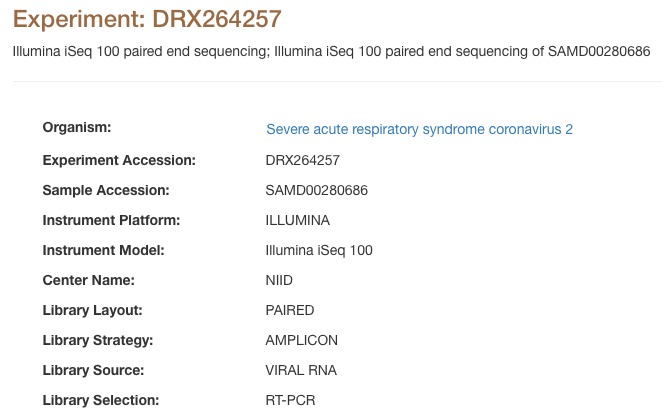 Experiment: DRX264257
Illumina iSeq 100 paired end sequencing; Illumina iSeq 100 paired end sequencing of SAMD00280686
Organism: Severe acute respiratory syndrome coronavirus 2
Experiment Accession: DRX264257
Sample Accession: SAMD00280686
Instrument Platform: ILLUMINA
Instrument Model: Illumina iSeq 100
Center Name: NIID
Library Layout: PAIRED
Library Strategy: AMPLICON
Library Source: VIRAL RNA
Library Selection: RT-PCR